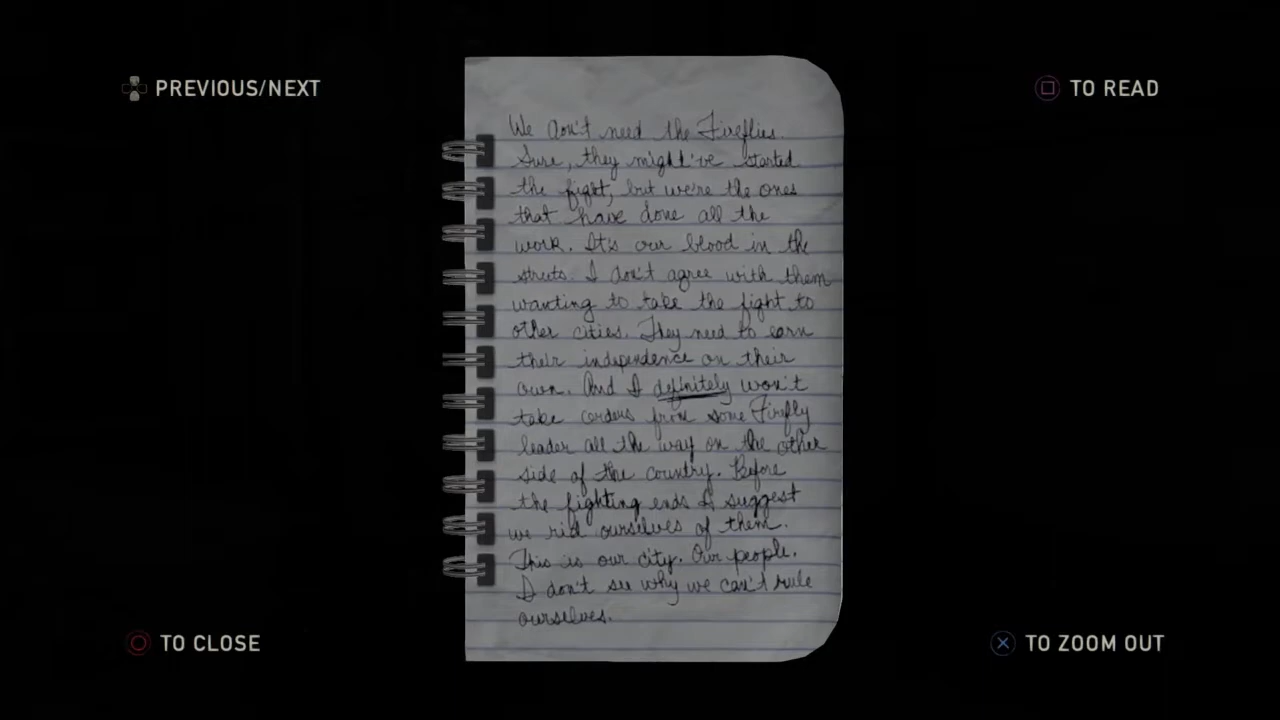 PREVIOUS/NEXT
TO READ
We don't need the Fireflies.
Sure, they might've started
the fight, but we're the ones
that have done all the
work. It's our blood in the
streets. I don't agree with them
wanting to take the fight to
other cities. They need to earn
their independence on their
own. And I definitely won't
take orders from some Firefly
leader all the way on the other
side of the country. Before
the fighting ends I suggest
we rid ourselves of them.
This is our city. Our people.
I don't see why we can't rule
ourselves.
TO CLOSE
TO ZOOM OUT